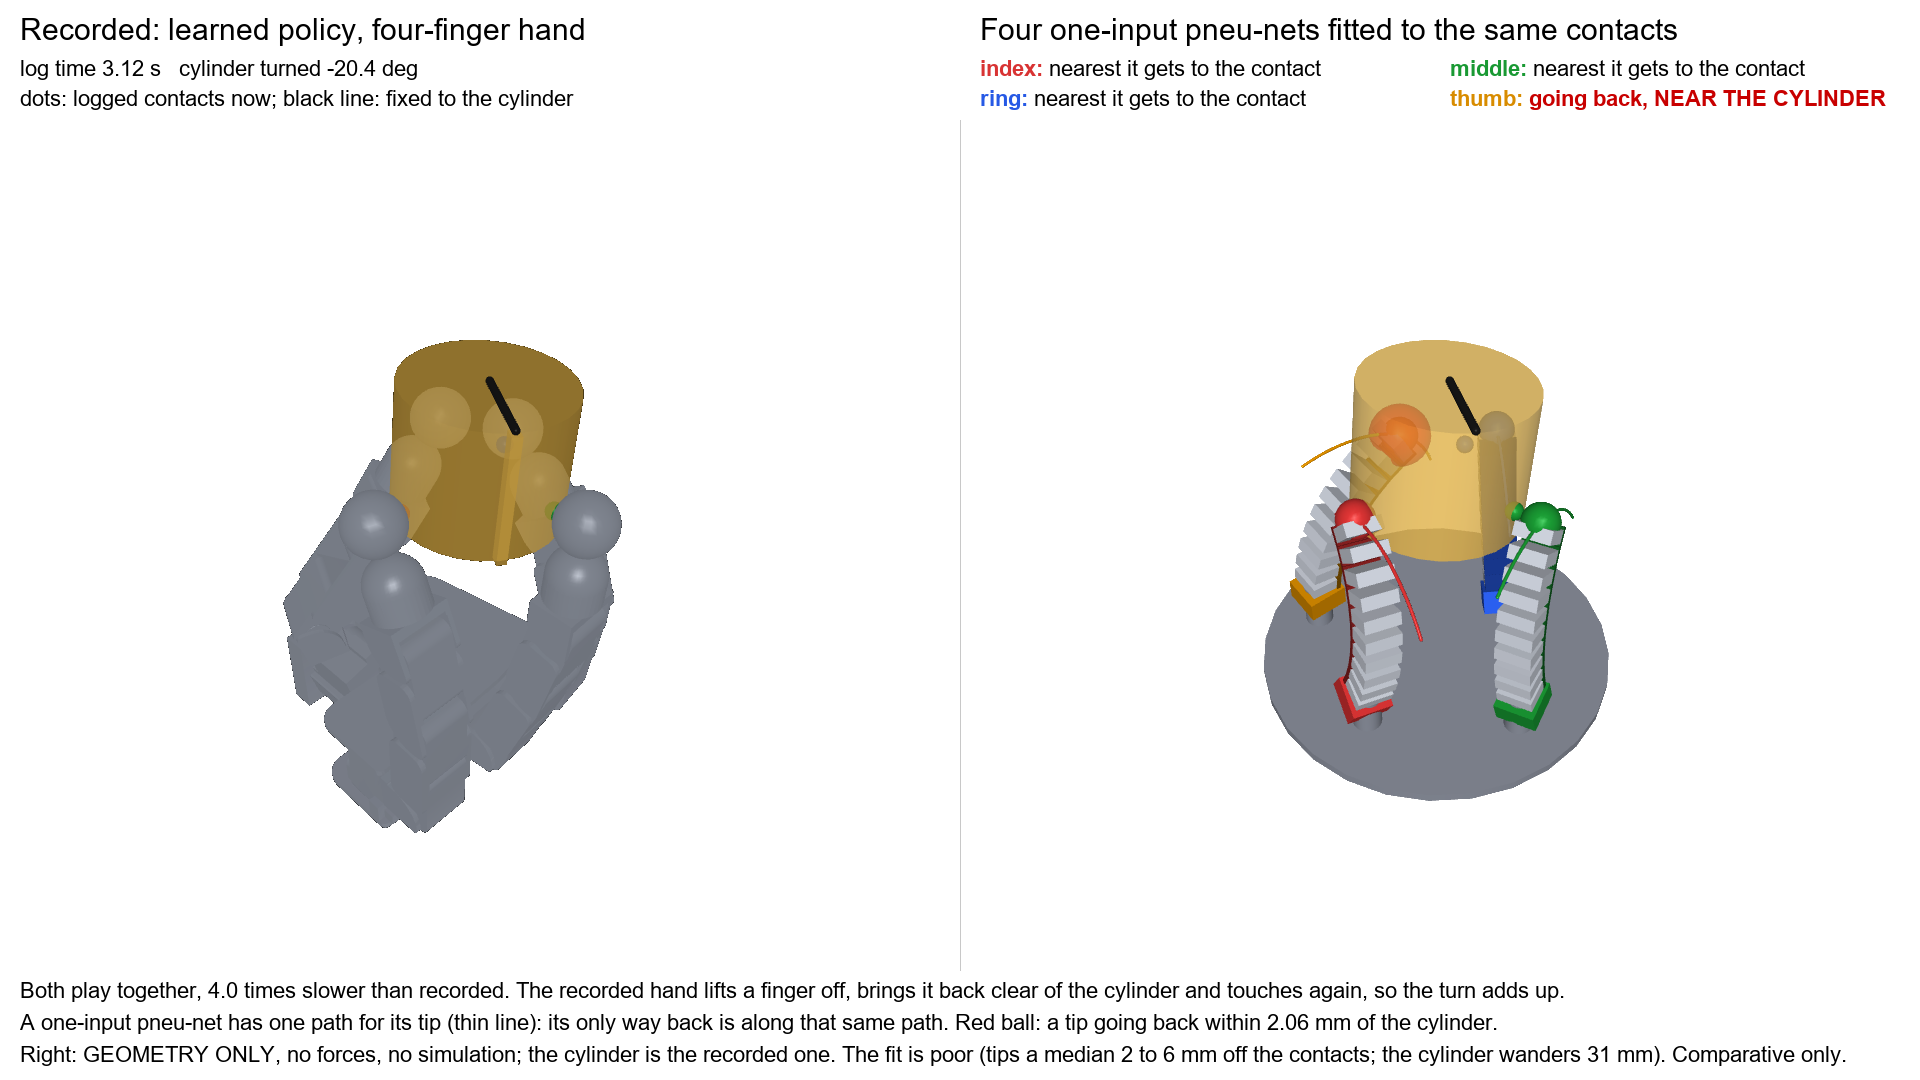 Recorded: learned policy, four-finger hand
log time 3.12 s   cylinder turned -20.4 deg
dots: logged contacts now; black line: fixed to the cylinder
Four one-input pneu-nets fitted to the same contacts
index: nearest it gets to the contact
middle: nearest it gets to the contact
ring: nearest it gets to the contact
thumb: going back, NEAR THE CYLINDER
Both play together, 4.0 times slower than recorded. The recorded hand lifts a finger off, brings it back clear of the cylinder and touches again, so the turn adds up.
A one-input pneu-net has one path for its tip (thin line): its only way back is along that same path. Red ball: a tip going back within 2.06 mm of the cylinder.
Right: GEOMETRY ONLY, no forces, no simulation; the cylinder is the recorded one. The fit is poor (tips a median 2 to 6 mm off the contacts; the cylinder wanders 31 mm). Comparative only.